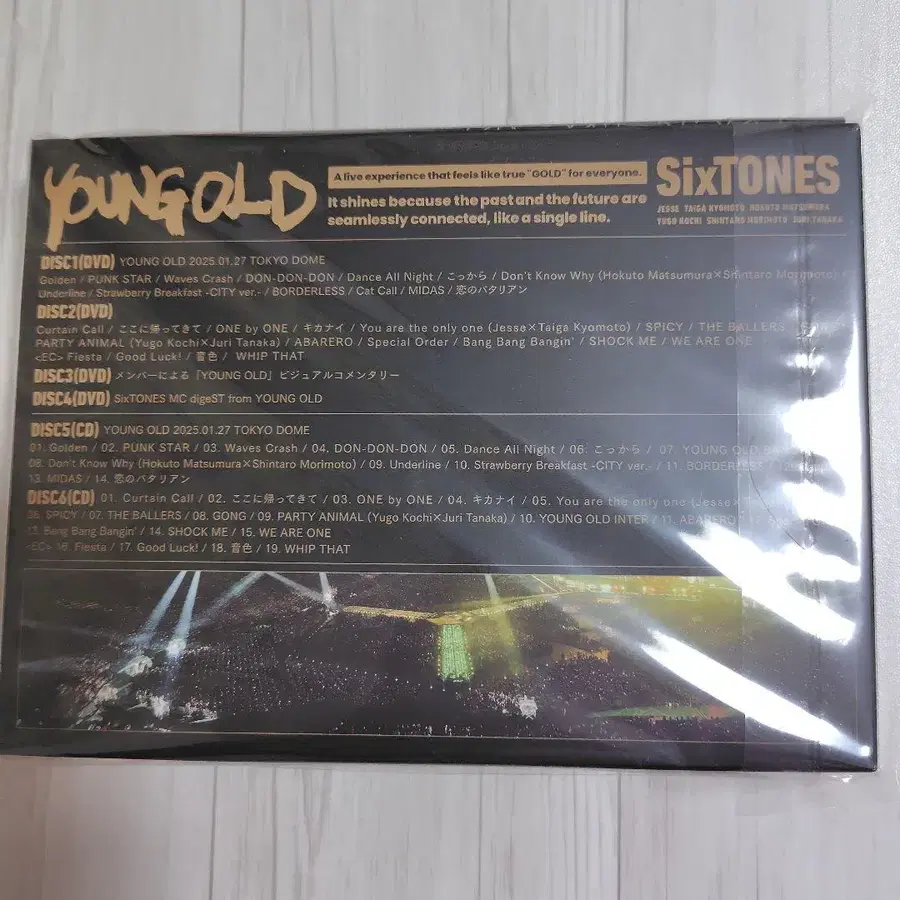 YOUNG OLD
A live experience that feels like true "GOLD" for everyone.
It shines because the past and the future are
seamlessly connected, like a single line.
SixTONES
JESSE TAIGA KYOMOTO HOKUTO MATSUMURA
YUGO KOCHI SHINTARO MORIMOTO JURI TANAKA
DISC1(DVD) YOUNG OLD 2025.01.27 TOKYO DOME
Golden / PUNK STAR / Waves Crash / DON-DON-DON / Dance All Night / こっから / Don't Know Why (Hokuto Matsumura×Shintaro Morimoto)
Underline / Strawberry Breakfast -CITY ver.- / BORDERLESS / Cat Call / MIDAS / 恋のバタリアン
DISC2(DVD)
Curtain Call / ここに帰ってきて / ONE by ONE / キカナイ / You are the only one (Jesse×Taiga Kyomoto) / SPICY / THE BALLERS
PARTY ANIMAL (Yugo Kochi×Juri Tanaka) / ABARERO / Special Order / Bang Bang Bangin' / SHOCK ME / WE ARE ONE
<EC> Fiesta / Good Luck! / 音色 / WHIP THAT
DISC3(DVD) メンバーによる「YOUNG OLD」ビジュアルコメンタリー
DISC4(DVD) SixTONES MC digeST from YOUNG OLD
DISC5(CD) YOUNG OLD 2025.01.27 TOKYO DOME
01. Golden / 02. PUNK STAR / 03. Waves Crash / 04. DON-DON-DON / 05. Dance All Night / 06. こっから / 07. YOUNG OLD
08. Don't Know Why (Hokuto Matsumura×Shintaro Morimoto) / 09. Underline / 10. Strawberry Breakfast -CITY ver.- / 11. BORDERLESS
13. MIDAS / 14. 恋のバタリアン
DISC6(CD) 01. Curtain Call / 02. ここに帰ってきて / 03. ONE by ONE / 04. キカナイ / 05. You are the only one (Jesse×
06. SPICY / 07. THE BALLERS / 08. GONG / 09. PARTY ANIMAL (Yugo Kochi×Juri Tanaka) / 10. YOUNG OLD INTER / 11. ABARERO
13. Bang Bang Bangin' / 14. SHOCK ME / 15. WE ARE ONE
<EC> 16. Fiesta / 17. Good Luck! / 18. 音色 / 19. WHIP THAT